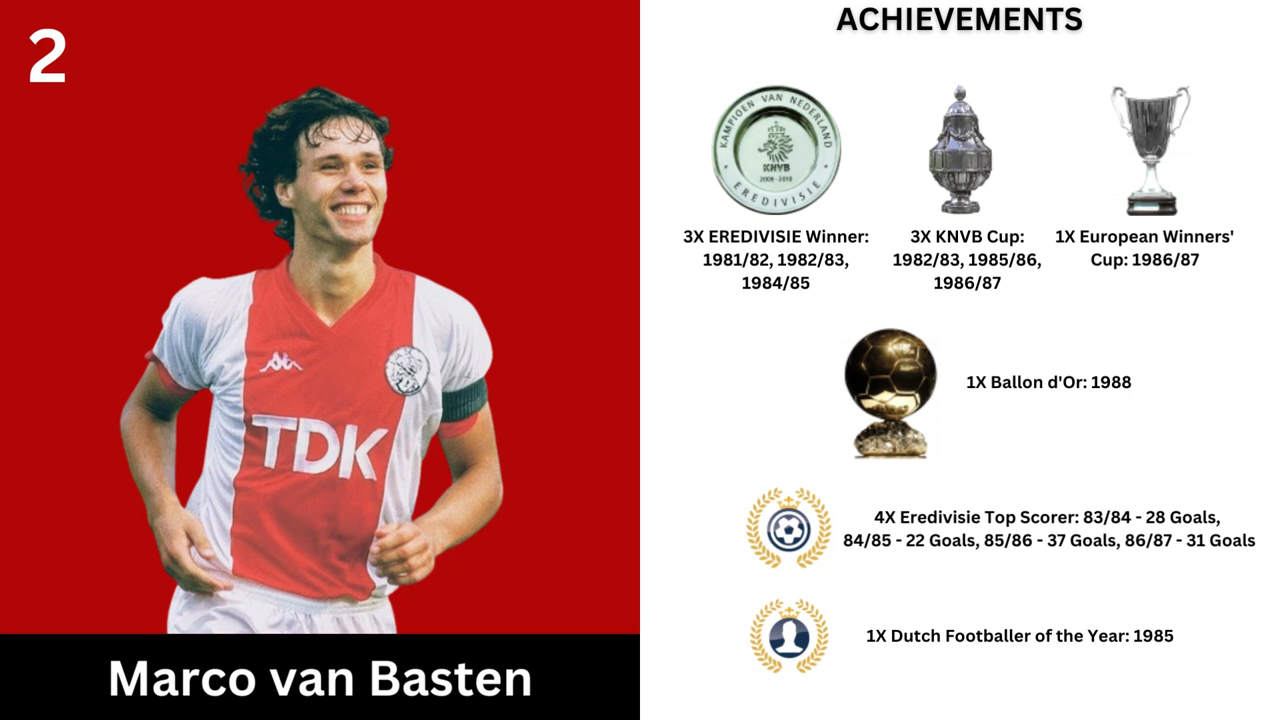 2
TDK
Marco van Basten
ACHIEVEMENTS
KAMPIOEN VAN NEDERLAND
KNVB
2009 - 2010
EREDIVISIE
3X EREDIVISIE Winner:
1981/82, 1982/83,
1984/85
3X KNVB Cup:
1982/83, 1985/86,
1986/87
1X European Winners'
Cup: 1986/87
1X Ballon d'Or: 1988
4X Eredivisie Top Scorer: 83/84 - 28 Goals,
84/85 - 22 Goals, 85/86 - 37 Goals, 86/87 - 31 Goals
1X Dutch Footballer of the Year: 1985